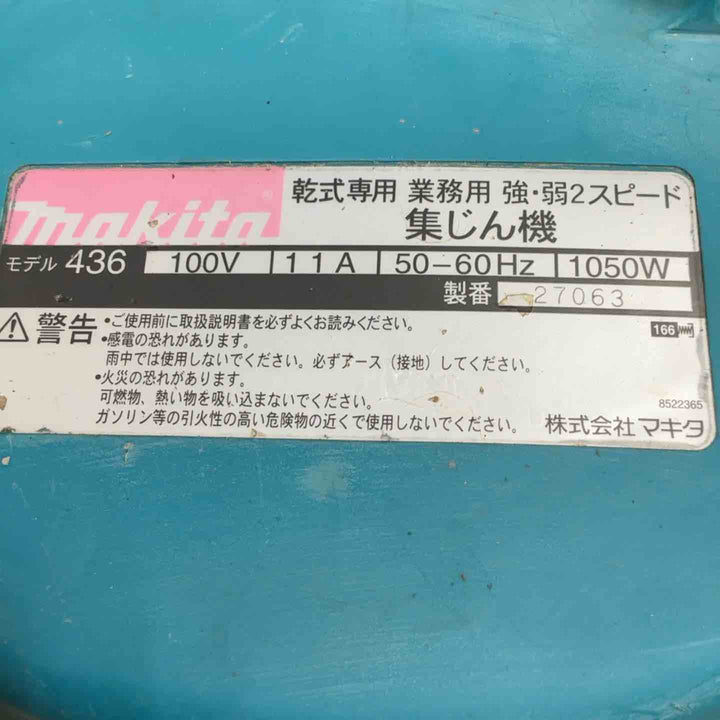 makita®
乾式専用 業務用 強・弱2スピード
集じん機
モデル 436 100V 11A 50-60Hz 1050W
製番 27063
警告
・ご使用前に取扱説明書を必ずよくお読みください。
・感電の恐れがあります。
雨中では使用しないでください。必ずアース（接地）してください。
・火災の恐れがあります。
可燃物、熱い物を吸い込まないでください。
ガソリン等の引火性の高い危険物の近くで使用しないでください。
166
8522365
株式会社 マキタ